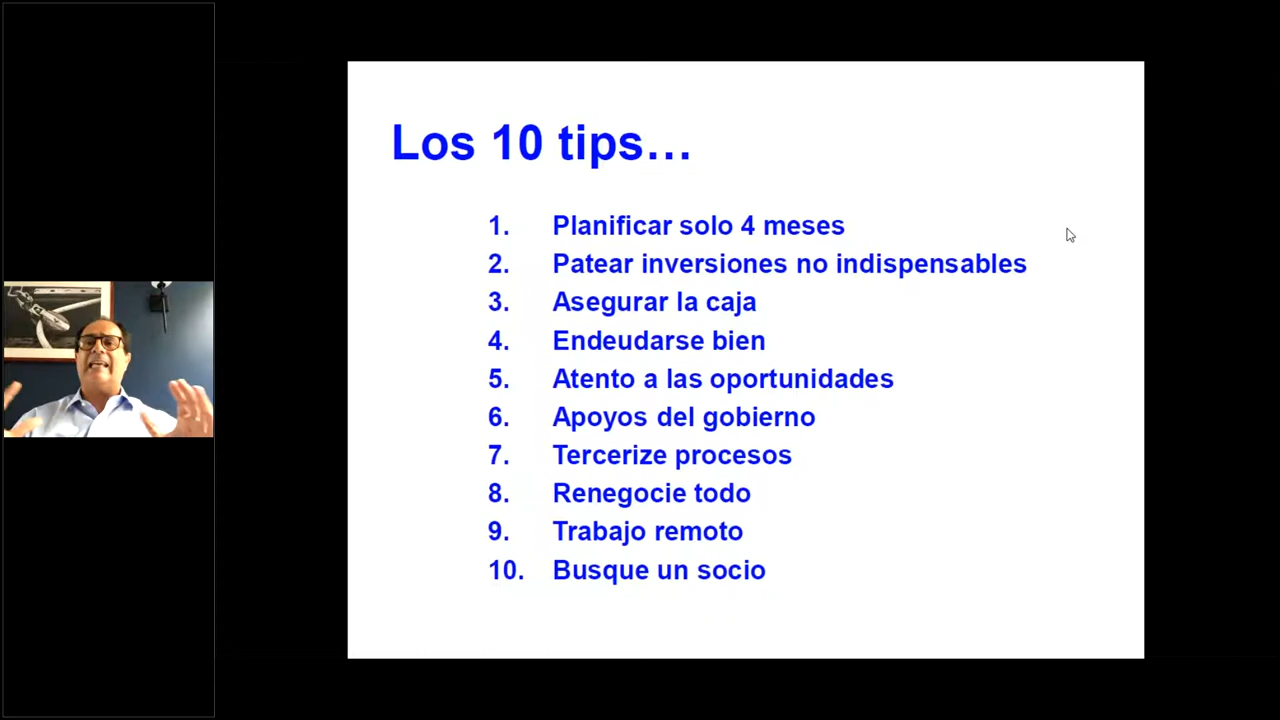 Los 10 tips…
1. Planificar solo 4 meses
2. Patear inversiones no indispensables
3. Asegurar la caja
4. Endeudarse bien
5. Atento a las oportunidades
6. Apoyos del gobierno
7. Tercerize procesos
8. Renegocie todo
9. Trabajo remoto
10. Busque un socio